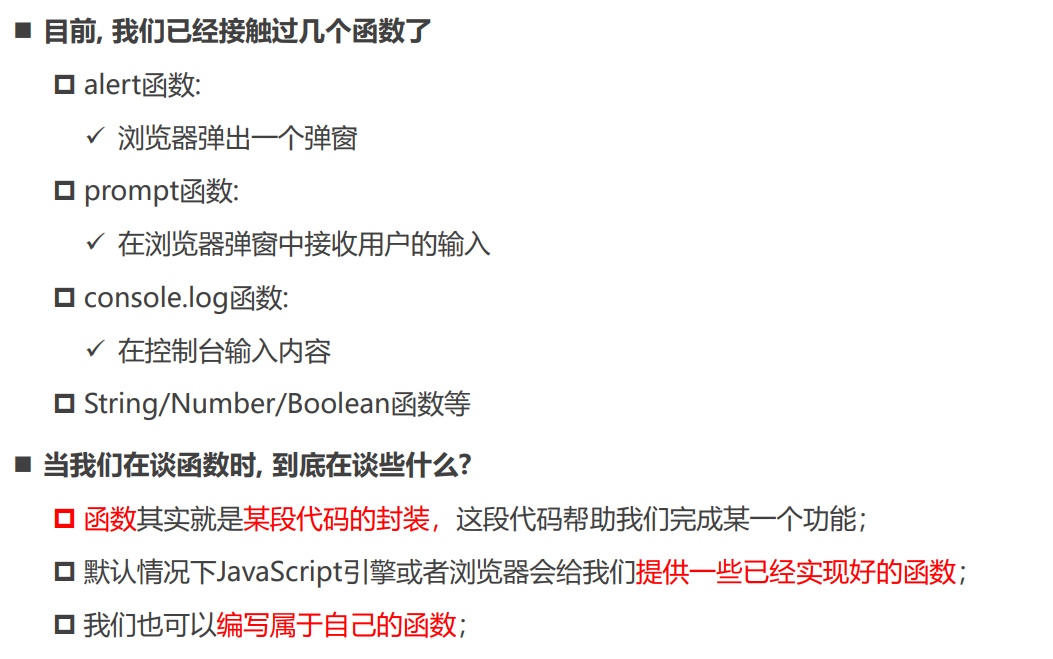 目前, 我们已经接触过几个函数了
alert函数:
浏览器弹出一个弹窗
prompt函数:
在浏览器弹窗中接收用户的输入
console.log函数:
在控制台输入内容
String/Number/Boolean函数等
当我们在谈函数时, 到底在谈些什么?
函数其实就是某段代码的封装，这段代码帮助我们完成某一个功能；
默认情况下JavaScript引擎或者浏览器会给我们提供一些已经实现好的函数；
我们也可以编写属于自己的函数；